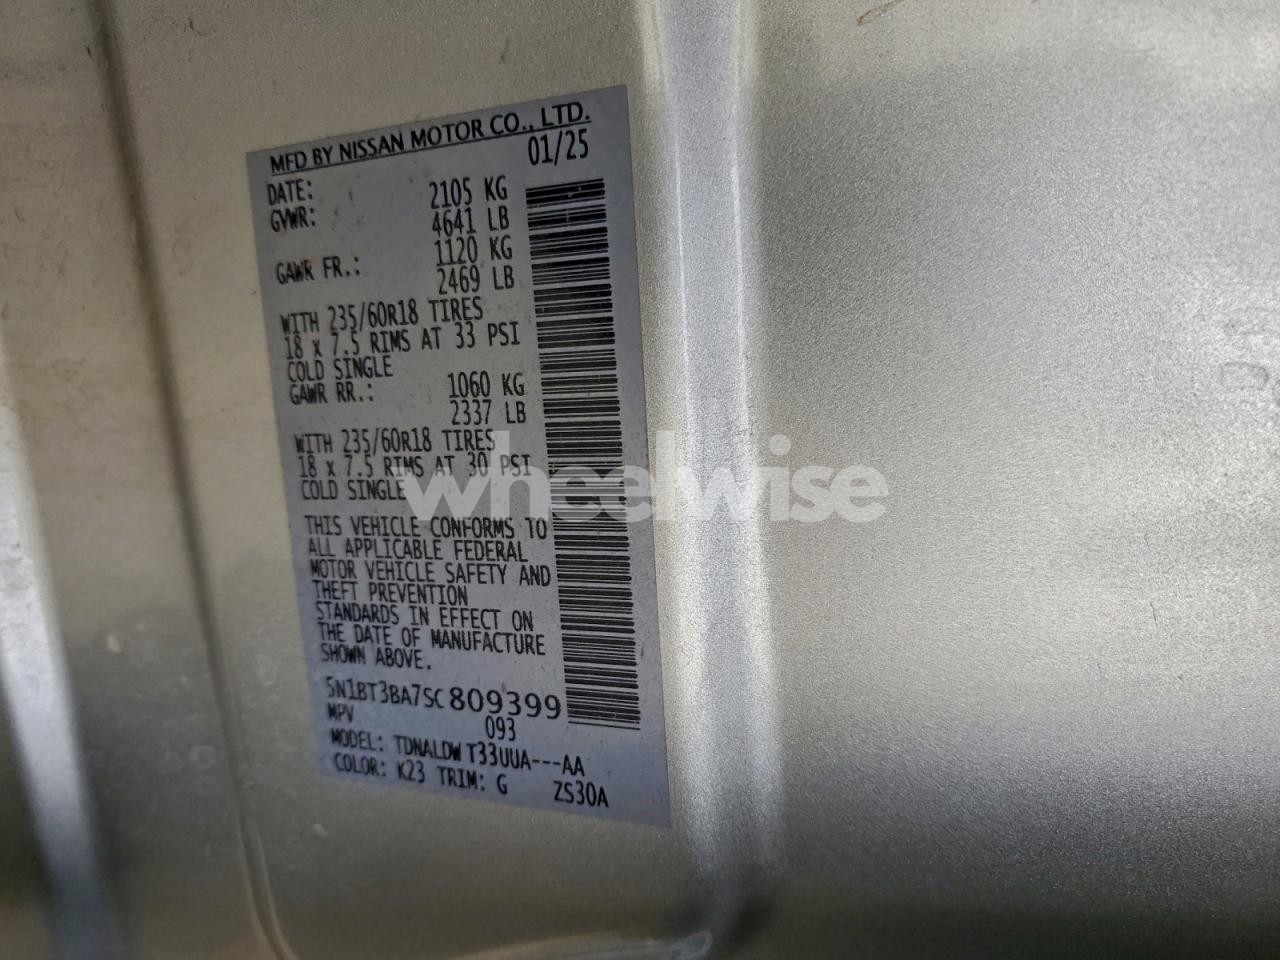 MFD BY NISSAN MOTOR CO., LTD.
DATE: 01/25
GVWR: 2105 KG
4641 LB
GAWR FR.: 1120 KG
2469 LB
WITH 235/60R18 TIRES
18 x 7.5 RIMS AT 33 PSI
COLD SINGLE
GAWR RR.: 1060 KG
2337 LB
WITH 235/60R18 TIRES
18 x 7.5 RIMS AT 30 PSI
COLD SINGLE
THIS VEHICLE CONFORMS TO
ALL APPLICABLE FEDERAL
MOTOR VEHICLE SAFETY AND
THEFT PREVENTION
STANDARDS IN EFFECT ON
THE DATE OF MANUFACTURE
SHOWN ABOVE.
5N1BT3BA7SC809399
MPV 093
MODEL: TDNALDW T33UUA---AA
COLOR: K23 TRIM: G ZS30A
wheelwise